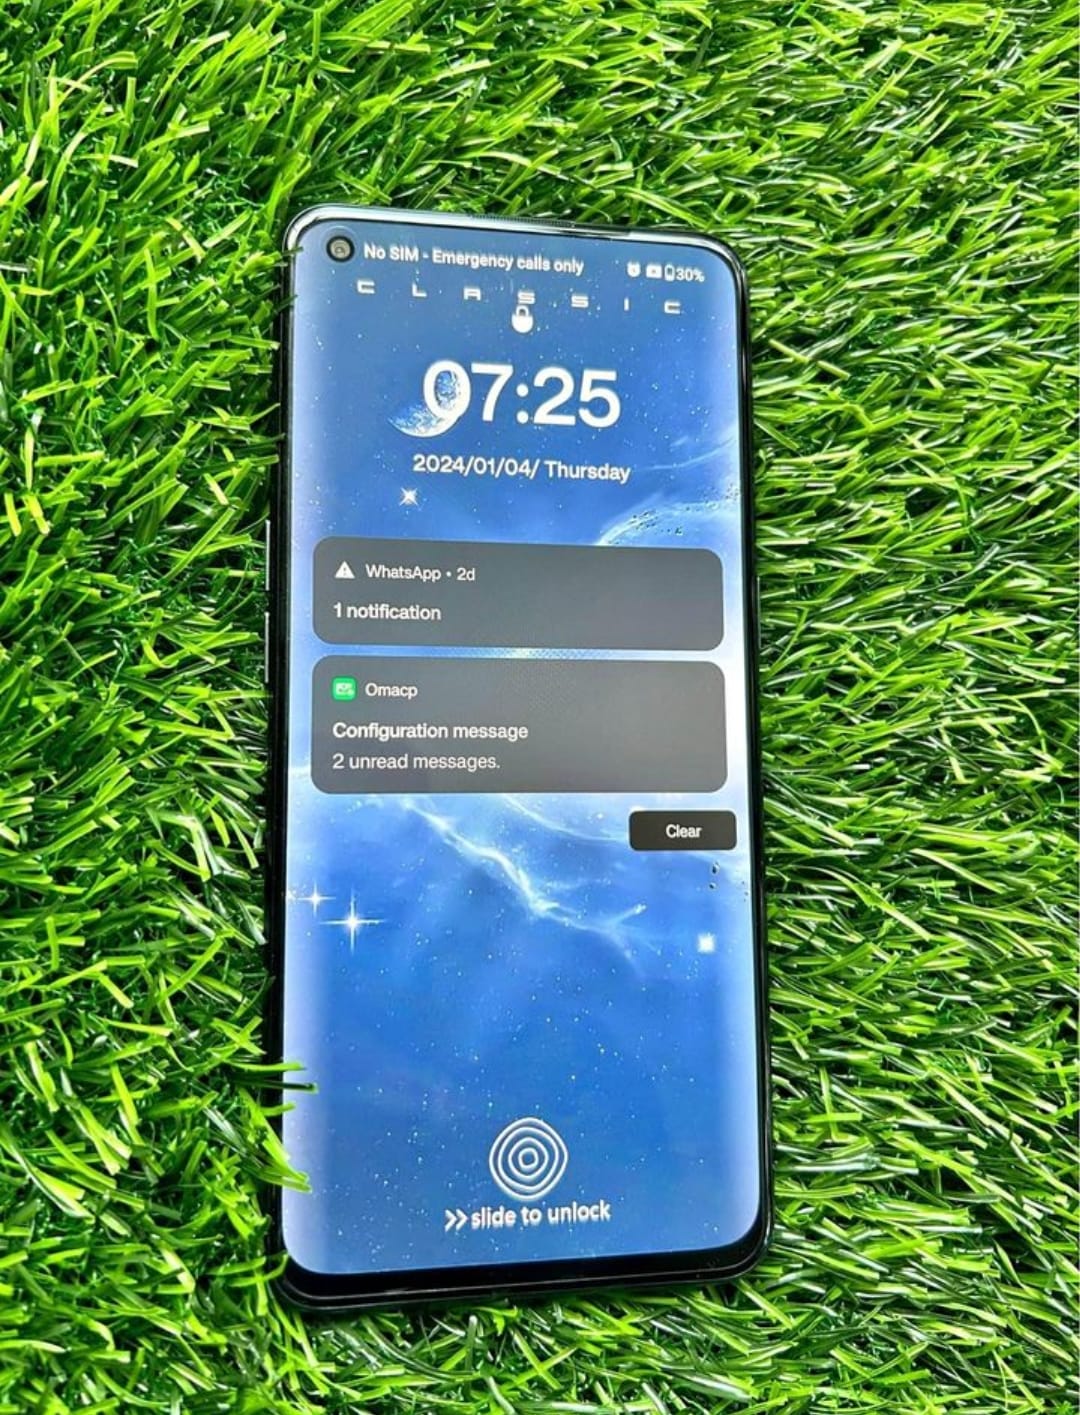 No SIM - Emergency calls only 30%
CLASSIC
07:25
2024/01/04/ Thursday
WhatsApp • 2d
1 notification
Omacp
Configuration message
2 unread messages.
Clear
>> slide to unlock